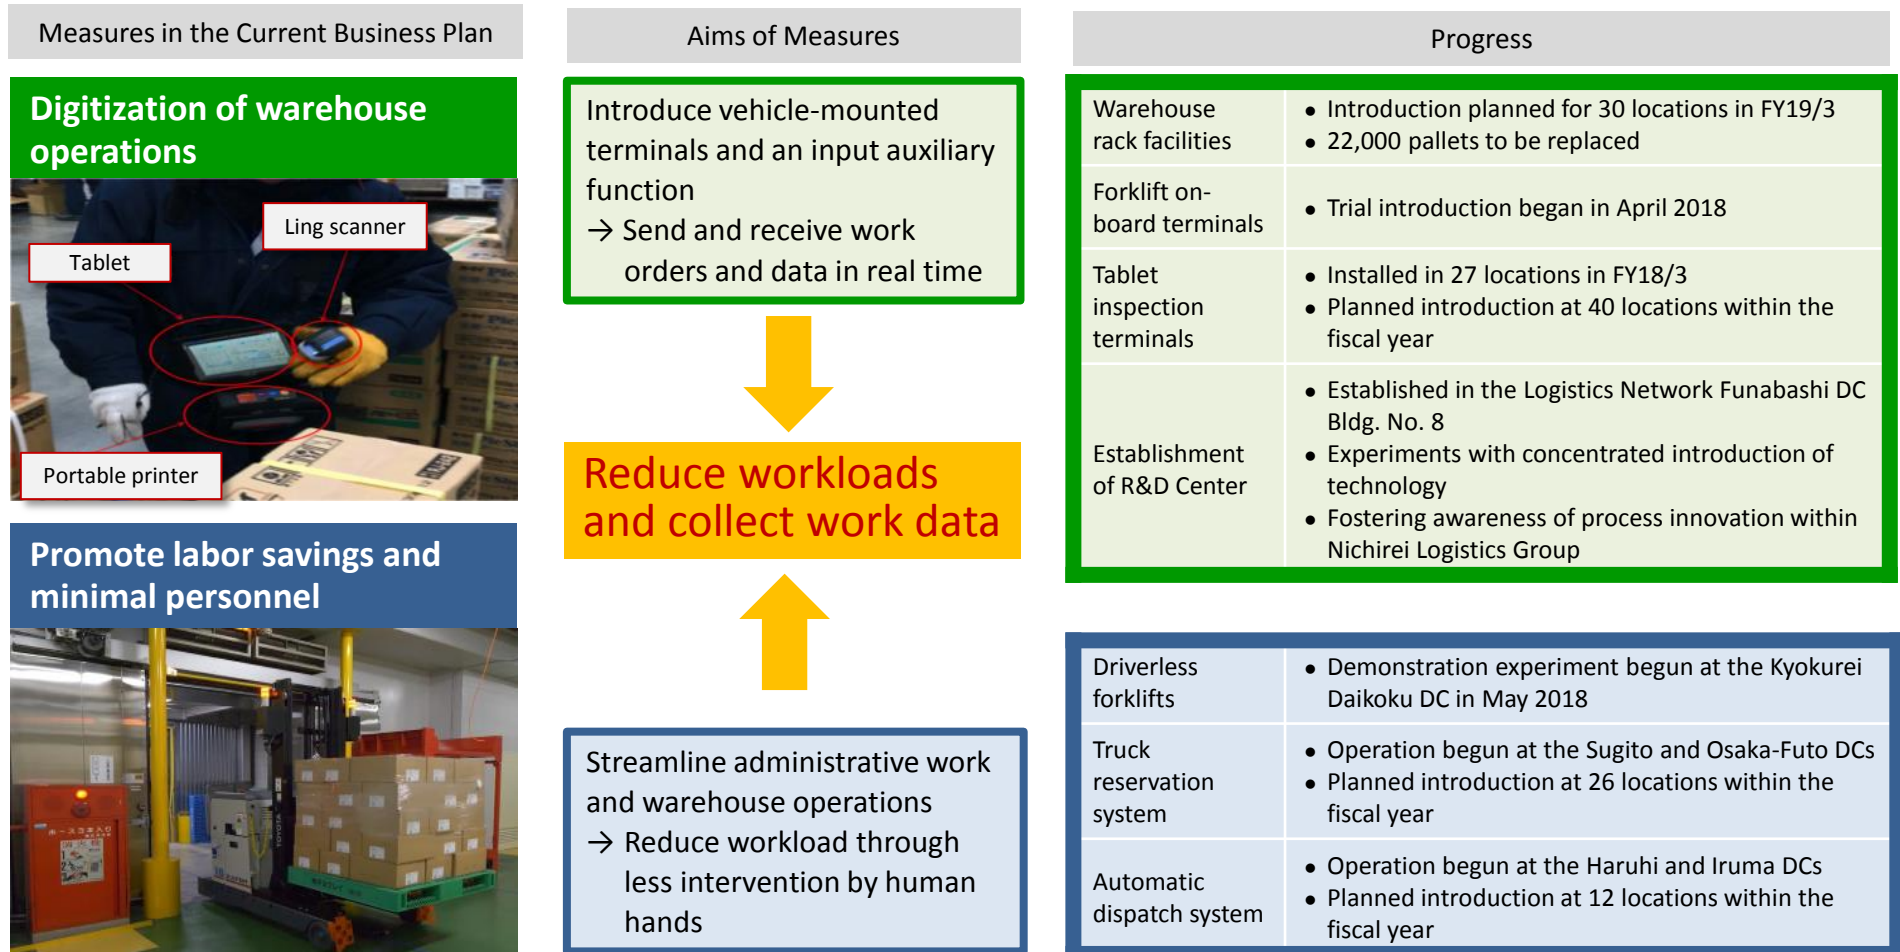 Measures in the Current Business Plan
Aims of Measures
Progress
Digitization of warehouse
operations
Ling scanner
Tablet
Portable printer
Promote labor savings and
minimal personnel
TOYOTA
Introduce vehicle-mounted
terminals and an input auxiliary
function
→ Send and receive work
orders and data in real time
Reduce workloads
and collect work data
Streamline administrative work
and warehouse operations
→ Reduce workload through
less intervention by human
hands
Warehouse
rack facilities
• Introduction planned for 30 locations in FY19/3
• 22,000 pallets to be replaced
Forklift on-
board terminals
• Trial introduction began in April 2018
Tablet
inspection
terminals
• Installed in 27 locations in FY18/3
• Planned introduction at 40 locations within the
fiscal year
Establishment
of R&D Center
• Established in the Logistics Network Funabashi DC
Bldg. No. 8
• Experiments with concentrated introduction of
technology
• Fostering awareness of process innovation within
Nichirei Logistics Group
Driverless
forklifts
• Demonstration experiment begun at the Kyokurei
Daikoku DC in May 2018
Truck
reservation
system
• Operation begun at the Sugito and Osaka-Futo DCs
• Planned introduction at 26 locations within the
fiscal year
Automatic
dispatch system
• Operation begun at the Haruhi and Iruma DCs
• Planned introduction at 12 locations within the
fiscal year